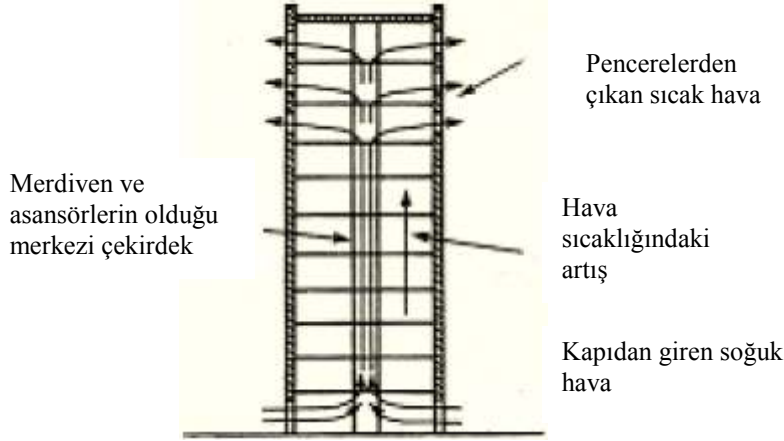 Pencerelerden
çıkan sıcak hava
Merdiven ve
asansörlerin olduğu
merkezi çekirdek
Hava
sıcaklığındaki
artış
Kapıdan giren soğuk
hava